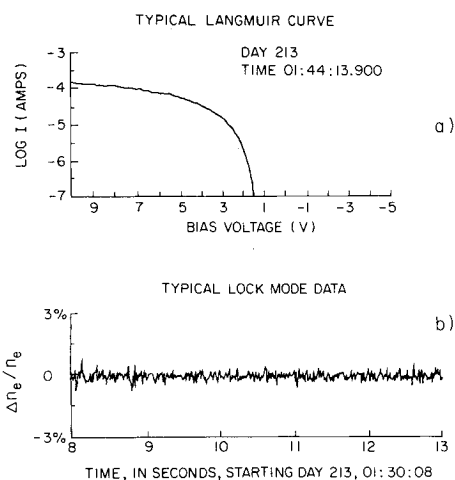 TYPICAL LANGMUIR CURVE
DAY 213
TIME 01:44:13.900
LOG I (AMPS)
-3
-4
-5
-6
-7
9 7 5 3 1 -1 -3 -5
BIAS VOLTAGE (V)
a)
TYPICAL LOCK MODE DATA
b)
Δne/ne
3%
0
-3%
8 9 10 11 12 13
TIME, IN SECONDS, STARTING DAY 213, 01:30:08